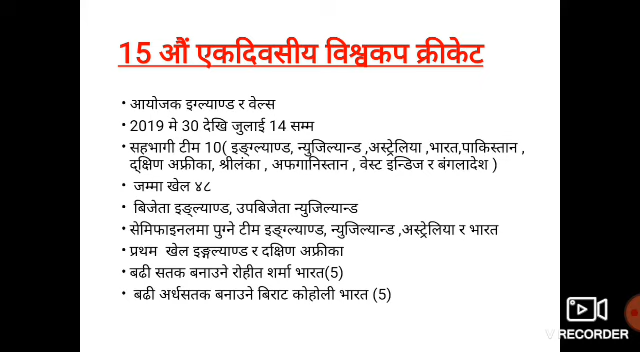 15 औं एकदिवसीय विश्वकप क्रीकेट
• आयोजक इग्ल्याण्ड र वेल्स
• 2019 मे 30 देखि जुलाई 14 सम्म
• सहभागी टीम 10( इङ्ग्ल्याण्ड, न्युजिल्यान्ड ,अस्ट्रेलिया ,भारत,पाकिस्तान ,
द्क्षिण अफ्रीका, श्रीलंका , अफगानिस्तान , वेस्ट इन्डिज र बंगलादेश )
• जम्मा खेल ४८
• बिजेता इङ्ल्याण्ड, उपबिजेता न्युजिल्यान्ड
• सेमिफाइनलमा पुग्ने टीम इङ्ग्ल्याण्ड, न्युजिल्यान्ड ,अस्ट्रेलिया र भारत
• प्रथम खेल इङ्गल्याण्ड र दक्षिण अफ्रीका
• बढी सतक बनाउने रोहीत शर्मा भारत(5)
• बढी अर्धसतक बनाउने बिराट कोहोली भारत (5)
V RECORDER